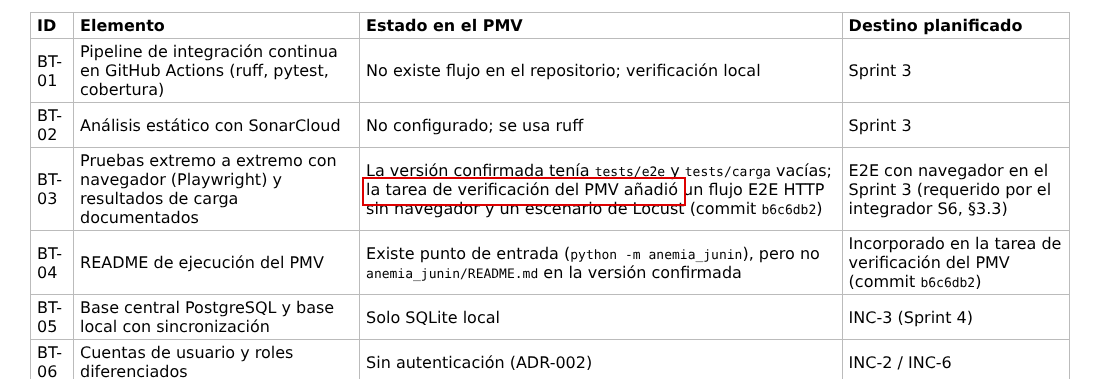 ID Elemento Estado en el PMV Destino planificado
BT-01 Pipeline de integración continua en GitHub Actions (ruff, pytest, cobertura) No existe flujo en el repositorio; verificación local Sprint 3
BT-02 Análisis estático con SonarCloud No configurado; se usa ruff Sprint 3
BT-03 Pruebas extremo a extremo con navegador (Playwright) y resultados de carga documentados La versión confirmada tenía tests/e2e y tests/carga vacías; la tarea de verificación del PMV añadió un flujo E2E HTTP sin navegador y un escenario de Locust (commit b6c6db2) E2E con navegador en el Sprint 3 (requerido por el integrador S6, §3.3)
BT-04 README de ejecución del PMV Existe punto de entrada (python -m anemia_junin), pero no anemia_junin/README.md en la versión confirmada Incorporado en la tarea de verificación del PMV (commit b6c6db2)
BT-05 Base central PostgreSQL y base local con sincronización Solo SQLite local INC-3 (Sprint 4)
BT-06 Cuentas de usuario y roles diferenciados Sin autenticación (ADR-002) INC-2 / INC-6